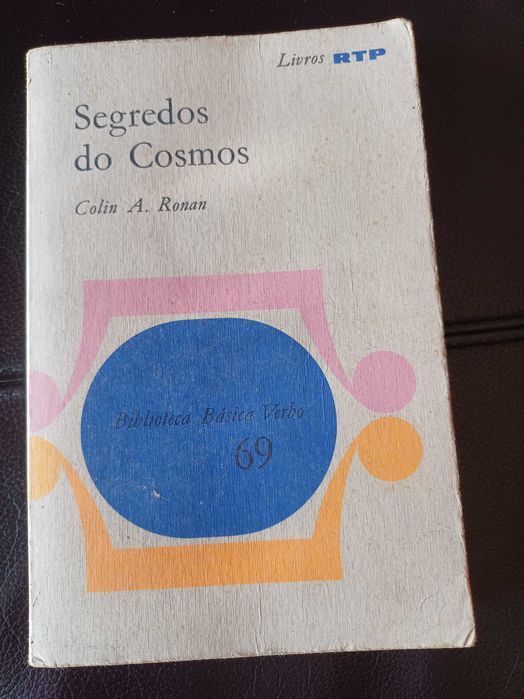 Livros RTP
Segredos
do Cosmos
Colin A. Ronan
Biblioteca Básica Verbo
69